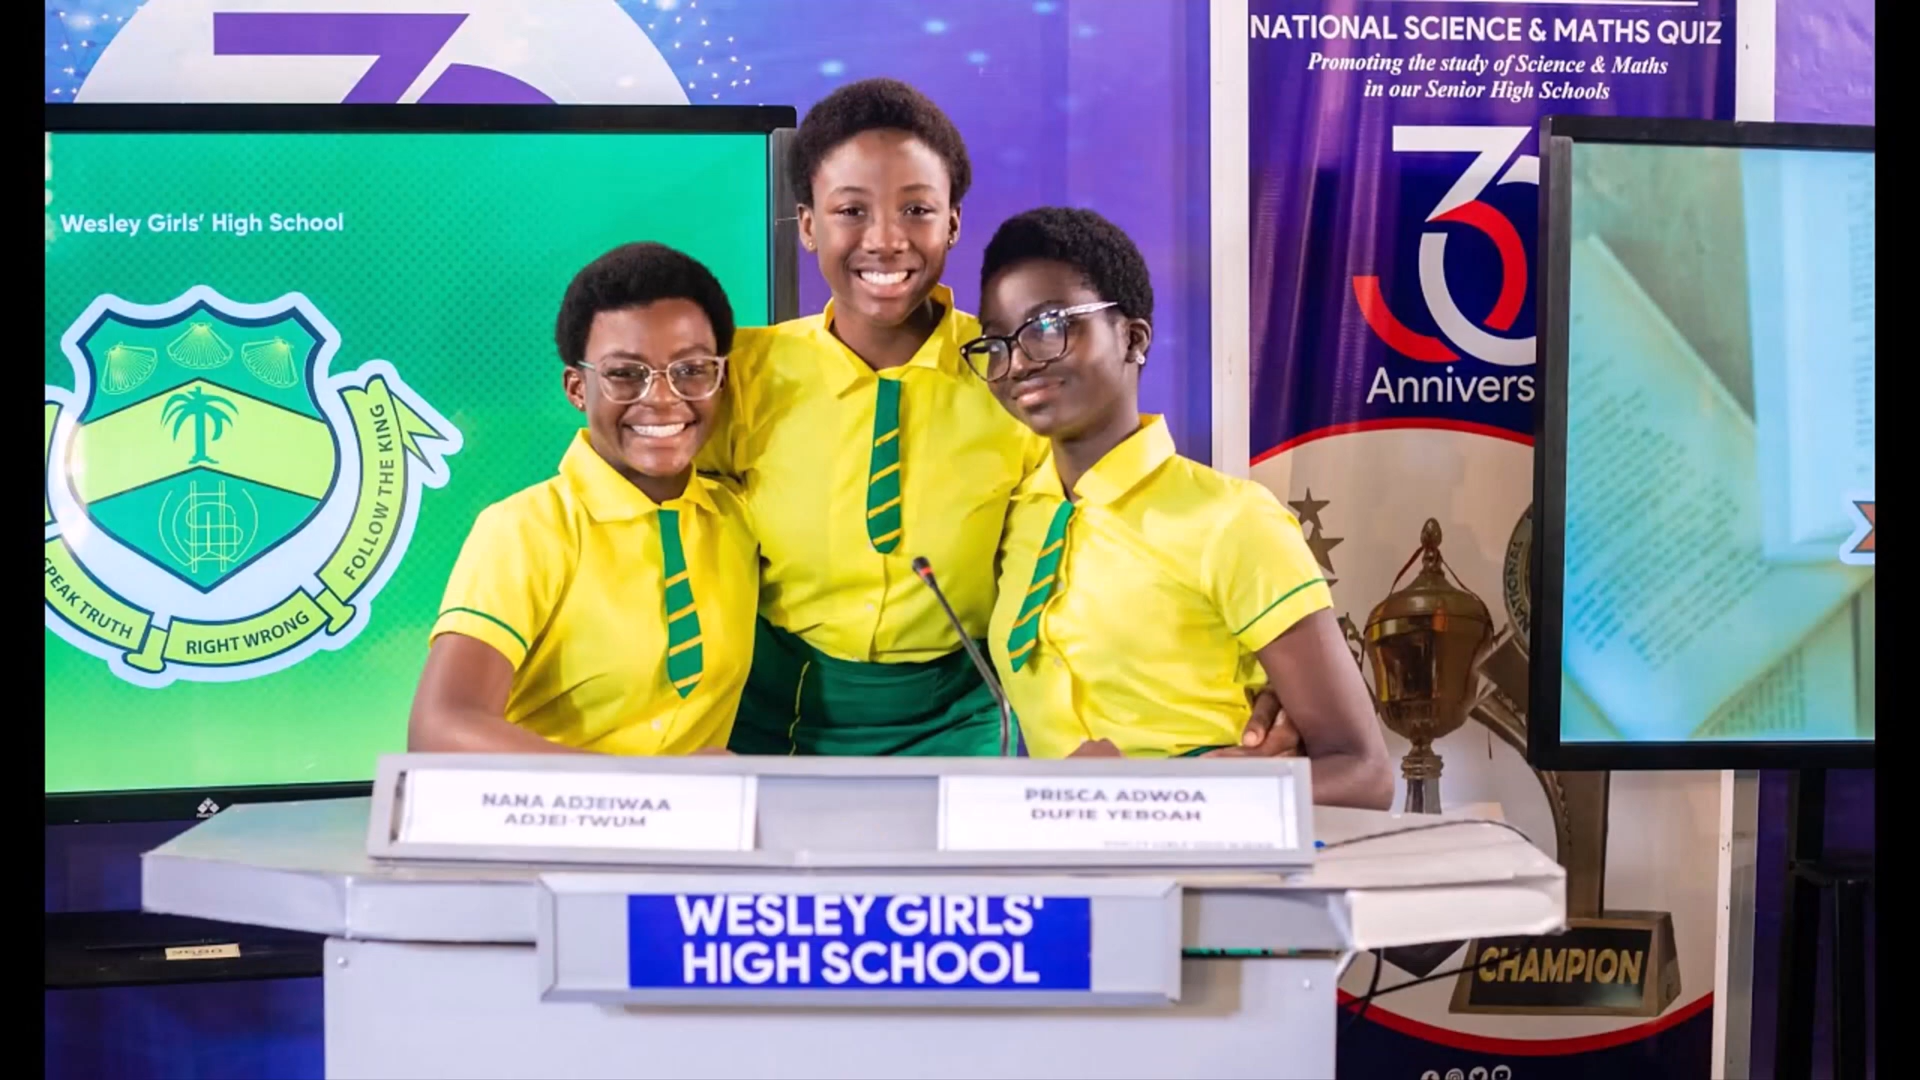 NATIONAL SCIENCE & MATHS QUIZ
Promoting the study of Science & Maths
in our Senior High Schools
30
Annivers
Wesley Girls' High School
SPEAK TRUTH
RIGHT WRONG
FOLLOW THE KING
NATIONAL
NANA ADJEIWAA
ADJEI-TWUM
PRISCA ADWOA
DUFIE YEBOAH
WESLEY GIRLS'
HIGH SCHOOL
CHAMPION